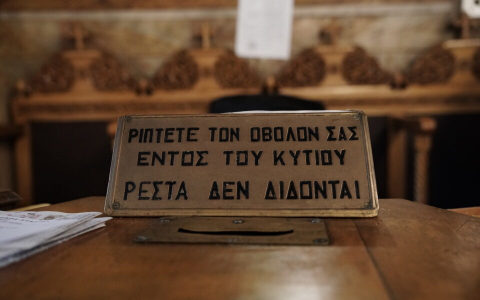 ΡΙΠΤΕΤΕ ΤΟΝ ΟΒΟΛΟΝ ΣΑΣ
ΕΝΤΟΣ ΤΟΥ ΚΥΤΙΟΥ
ΡΕΣΤΑ ΔΕΝ ΔΙΔΟΝΤΑΙ